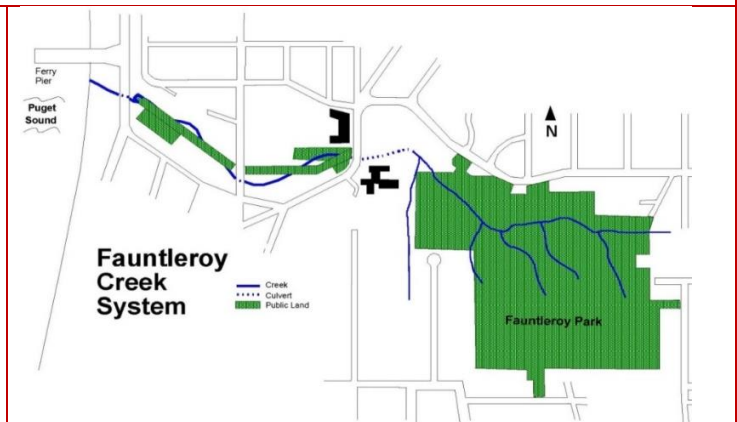 Ferry
Pier
Puget
Sound
N
Fauntleroy
Creek
System
Creek
Culvert
Public Land
Fauntleroy Park